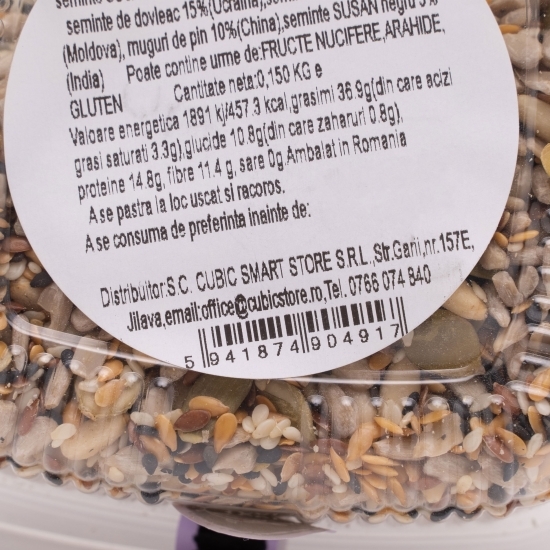 seminte de dovleac 15%(Ucraina),
(Moldova), muguri de pin 10%(China),seminte SUSAN negru 5%
(India) Poate contine urme de:FRUCTE NUCIFERE,ARAHIDE,
GLUTEN Cantitate neta:0,150 KG e
Valoare energetica 1891 kj/457.3 kcal,grasimi 36.9g(din care acizi
grasi saturati 3.3g),glucide 10.8g(din care zaharuri 0.8g),
proteine 14.8g, fibre 11.4 g, sare 0g.Ambalat in Romania
A se pastra la loc uscat si racoros.
A se consuma de preferinta inainte de:
Distribuitor:S.C. CUBIC SMART STORE S.R.L.,Str.Garii,nr.157E,
Jilava,email:office@cubicstore.ro,Tel. 0766 074 840
5 941874 904917